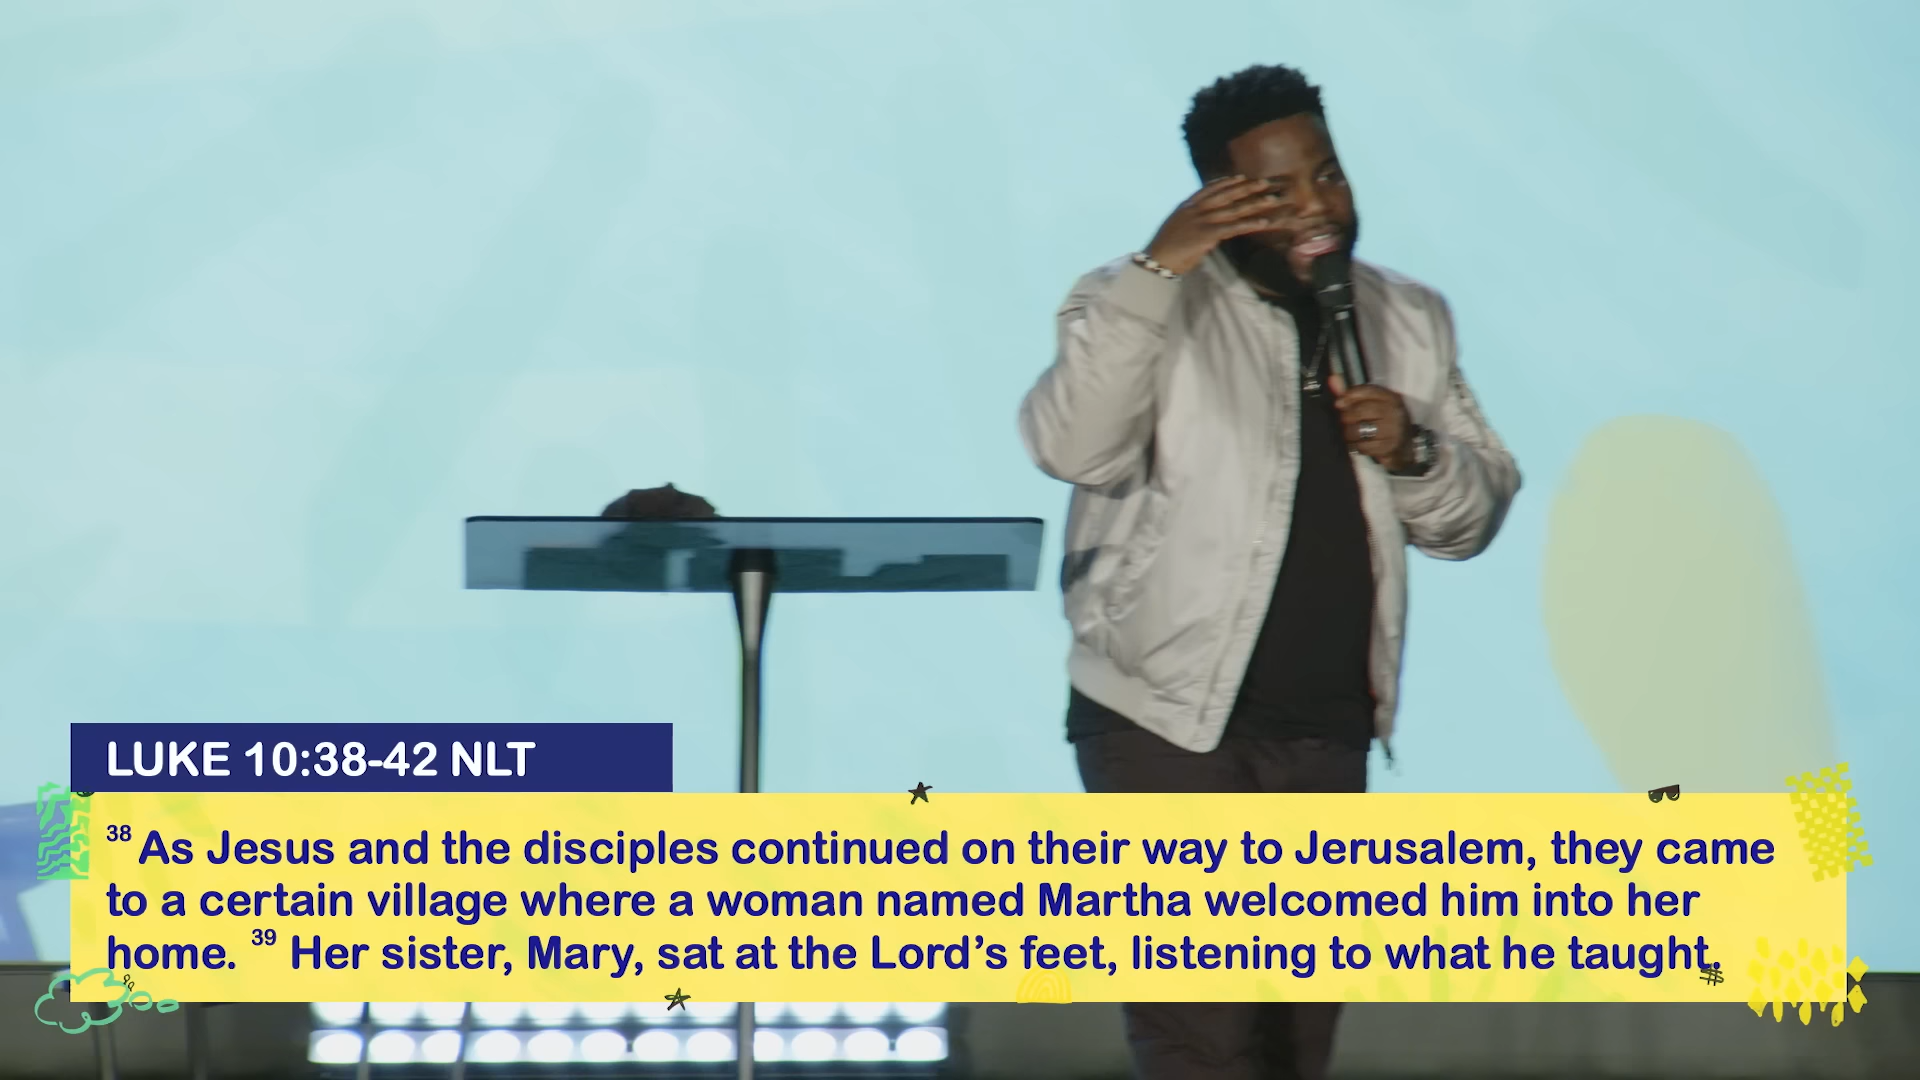 LUKE 10:38-42 NLT
38 As Jesus and the disciples continued on their way to Jerusalem, they came
to a certain village where a woman named Martha welcomed him into her
home. 39 Her sister, Mary, sat at the Lord’s feet, listening to what he taught.